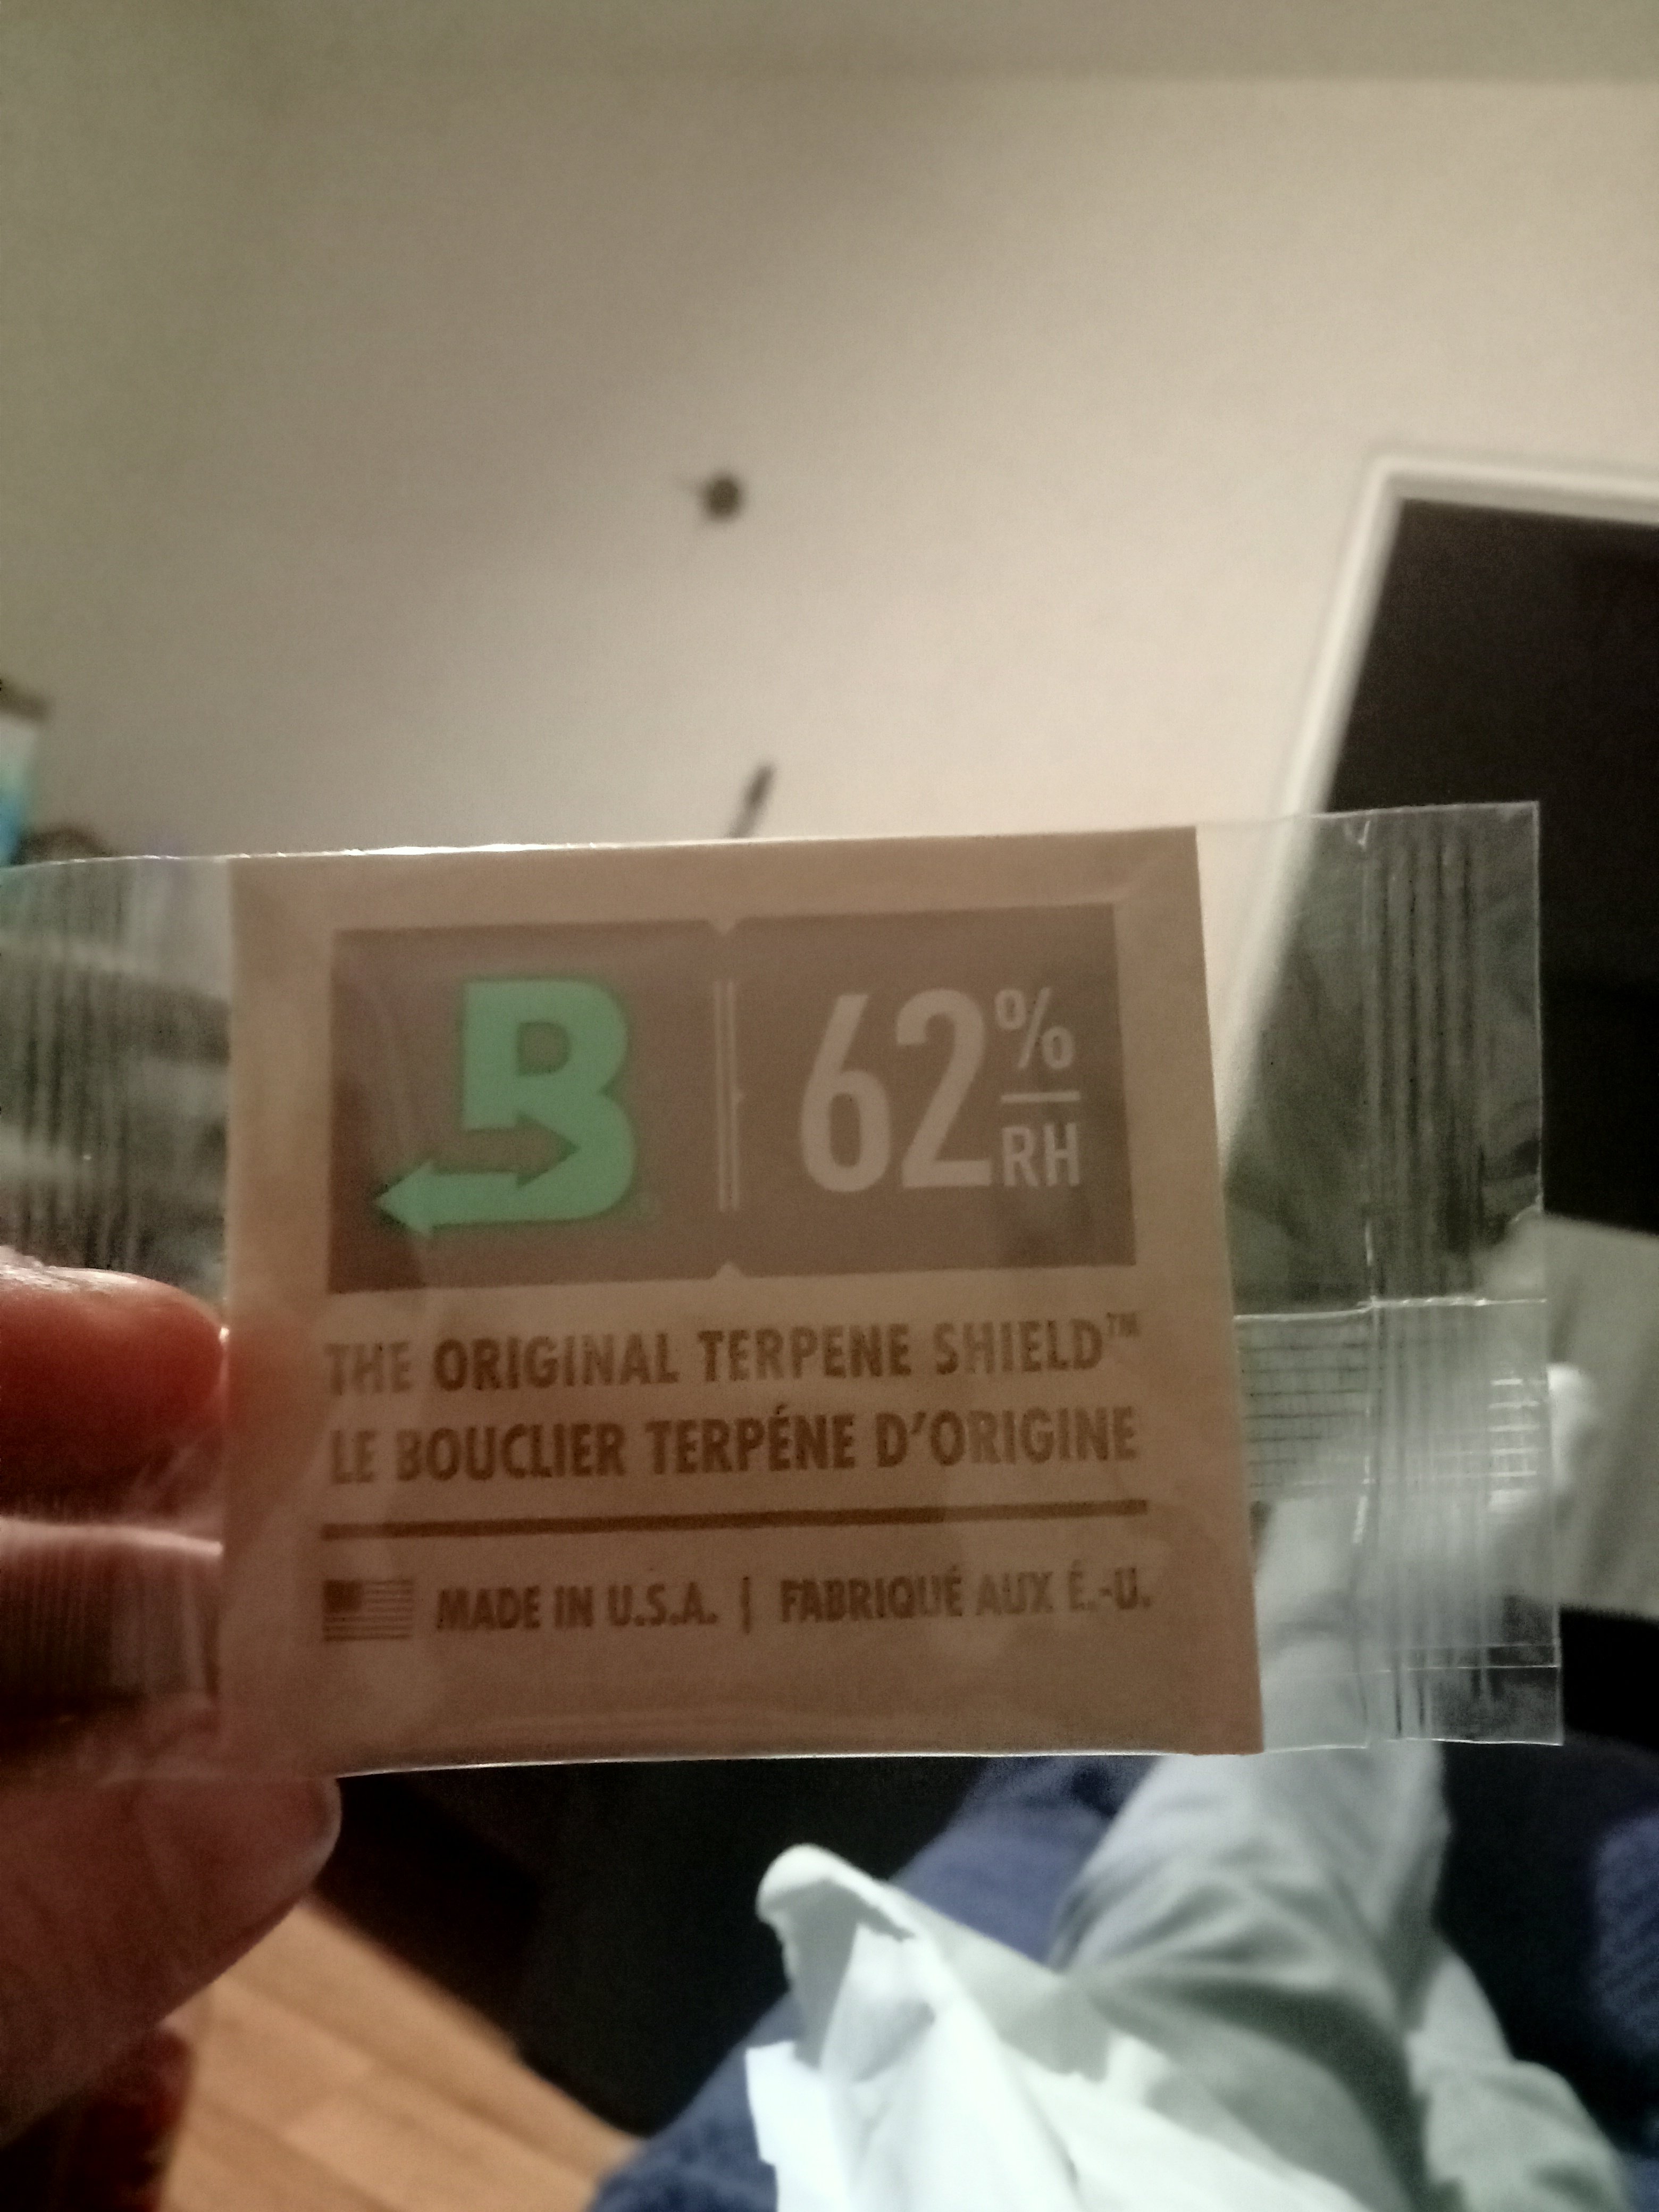 B 62% RH
THE ORIGINAL TERPENE SHIELD™
LE BOUCLIER TERPÉNE D'ORIGINE
MADE IN U.S.A. | FABRIQUÉ AUX É.-U.